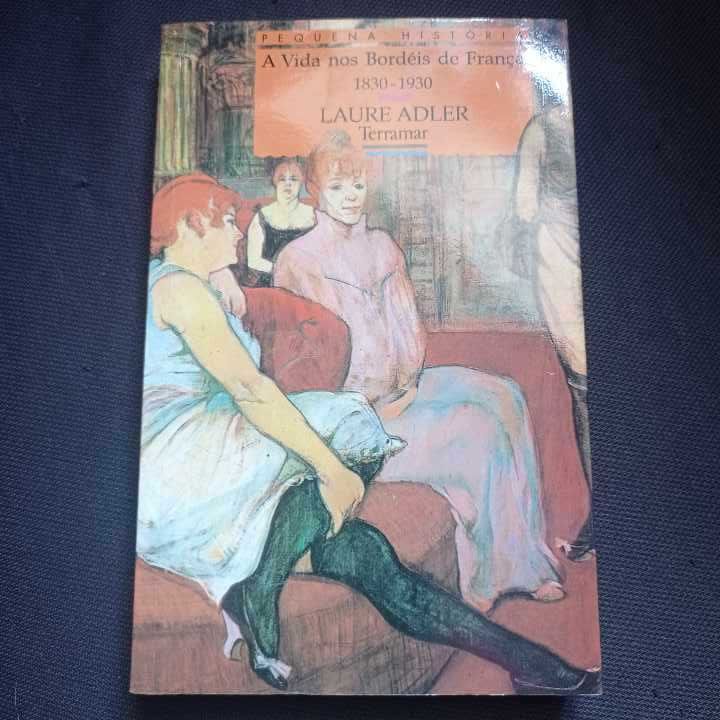 PEQUENA HISTÓRIA
A Vida nos Bordéis de França
1830-1930
LAURE ADLER
Terramar